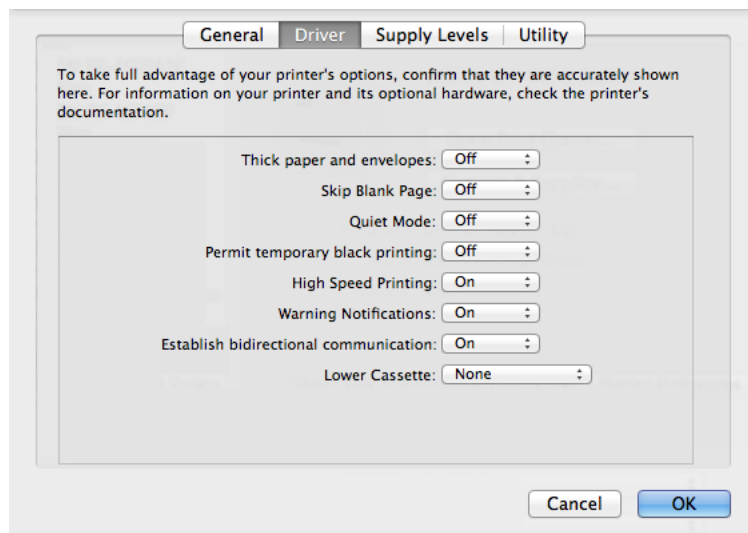 General Driver Supply Levels Utility
To take full advantage of your printer's options, confirm that they are accurately shown
here. For information on your printer and its optional hardware, check the printer's
documentation.
Thick paper and envelopes: Off
Skip Blank Page: Off
Quiet Mode: Off
Permit temporary black printing: Off
High Speed Printing: On
Warning Notifications: On
Establish bidirectional communication: On
Lower Cassette: None
Cancel OK